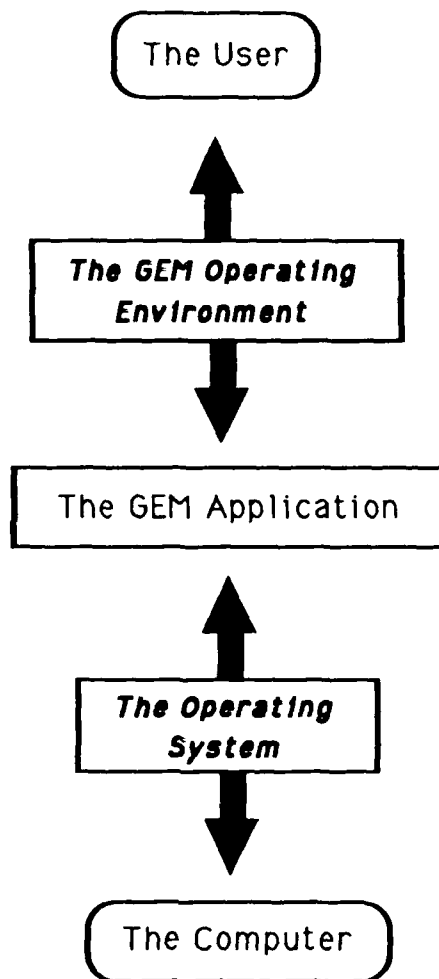 The User
The GEM Operating
Environment
The GEM Application
The Operating
System
The Computer